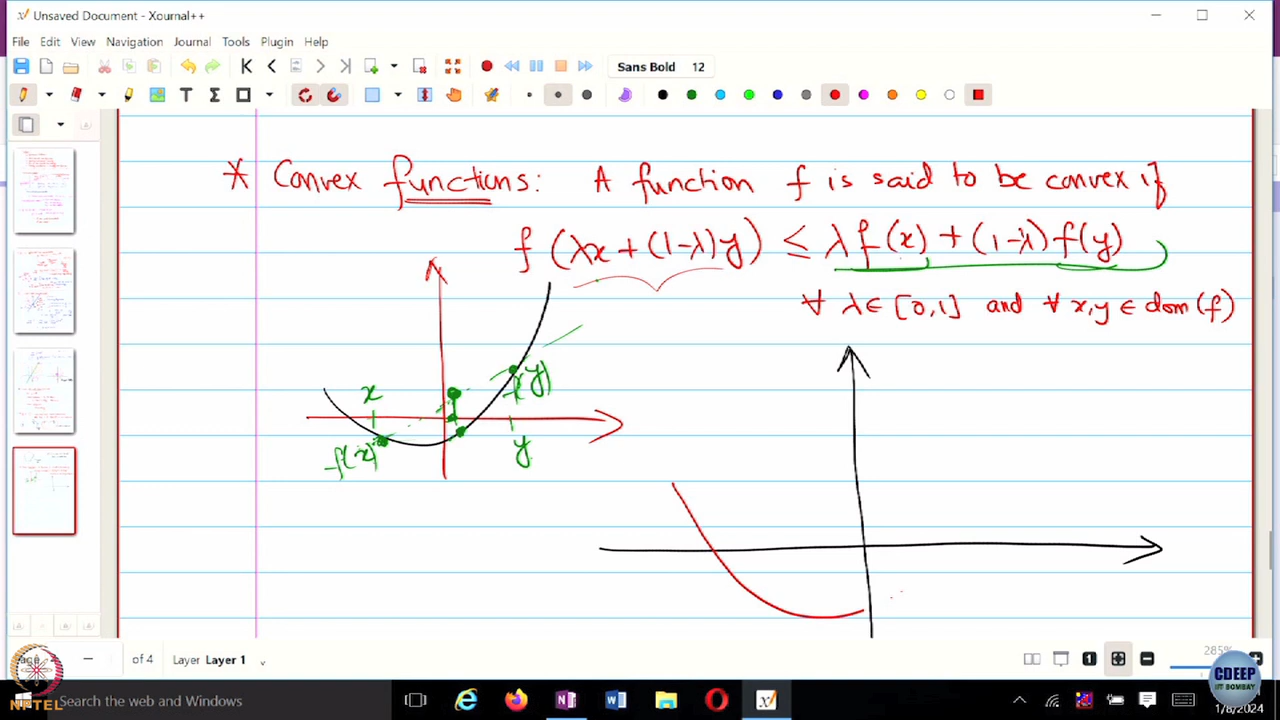 Unsaved Document - Xournal++
File Edit View Navigation Journal Tools Plugin Help
Sans Bold 12
* Convex functions: A function f is said to be convex if
f (λx + (1-λ)y) ≤ λ f(x) + (1-λ) f(y)
∀ λ ∈ [0,1] and ∀ x,y ∈ dom(f)
x
f(y)
f(x)
y
of 4 Layer Layer 1
285%
NPTEL
Search the web and Windows
CDEEP
IIT BOMBAY
1/8/2024